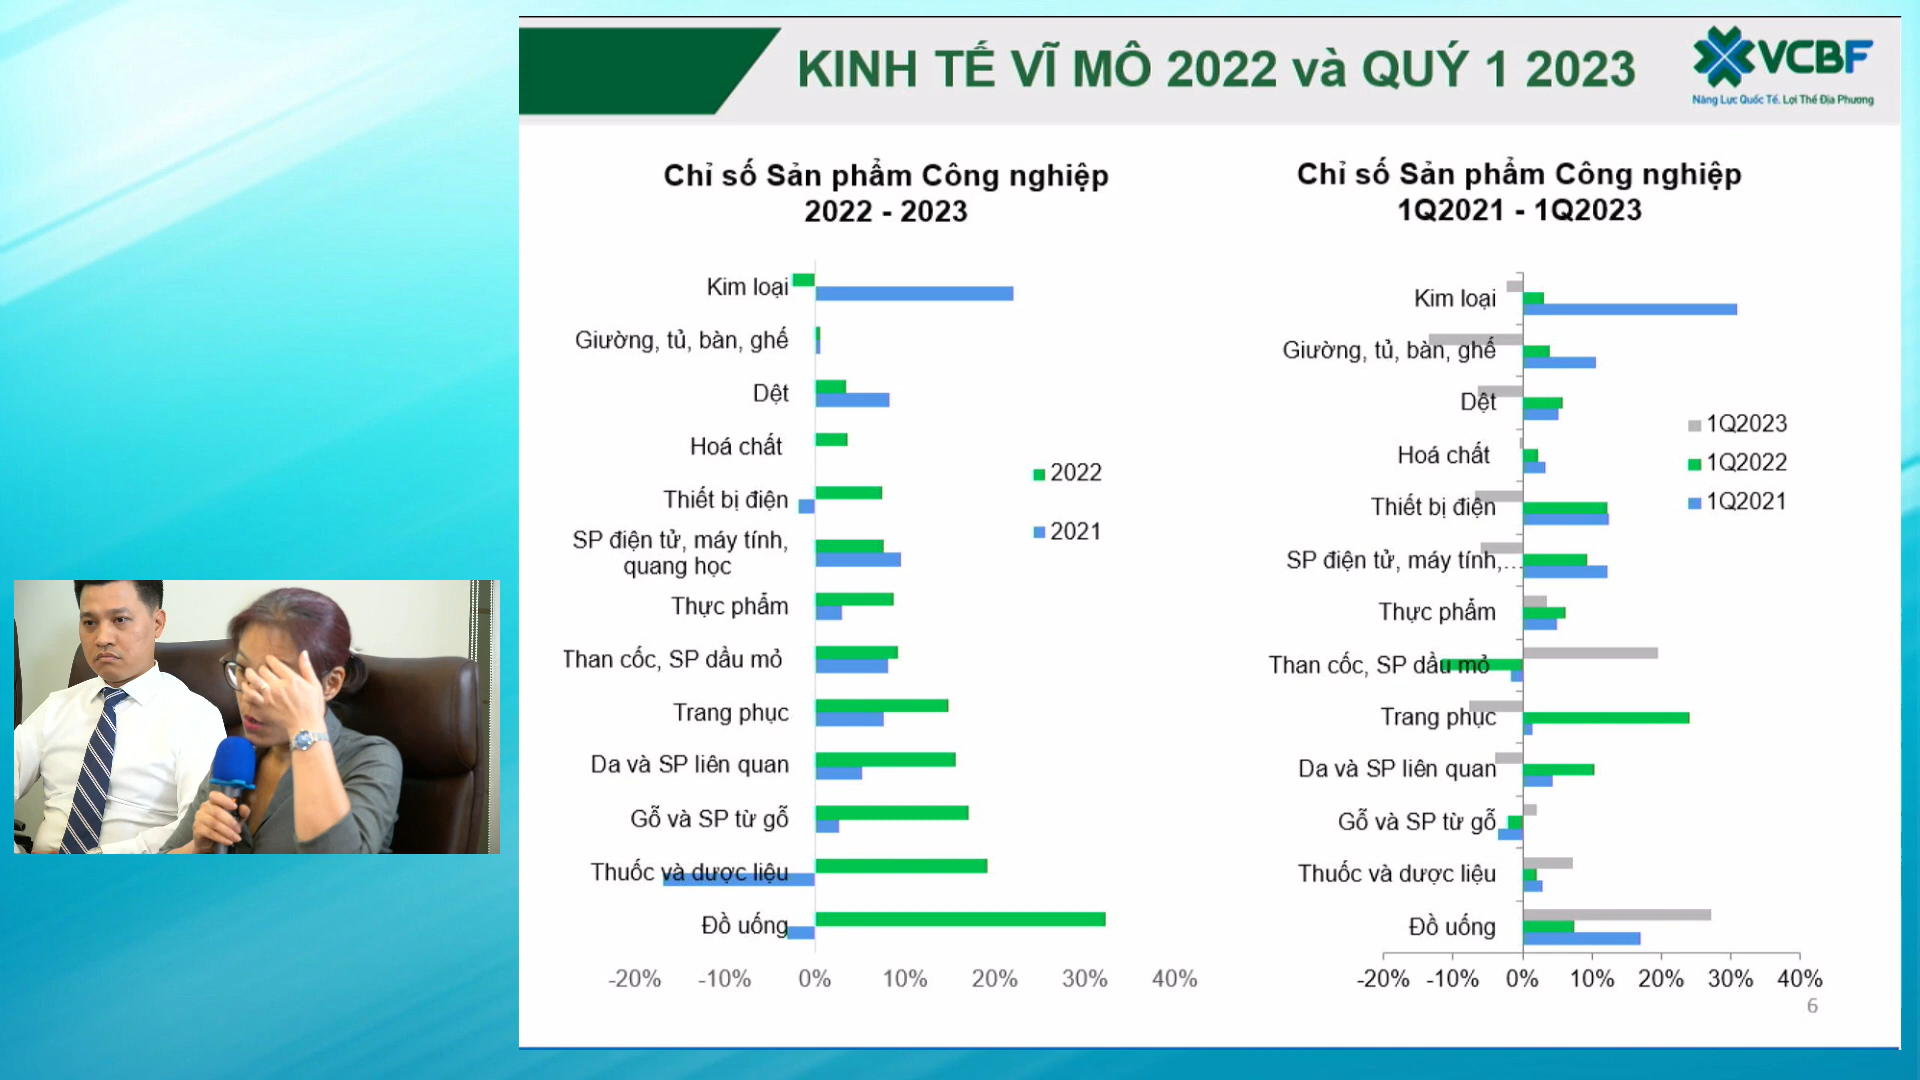 KINH TẾ VĨ MÔ 2022 và QUÝ 1 2023
VCBF
Năng Lực Quốc Tế. Lợi Thế Địa Phương
Chỉ số Sản phẩm Công nghiệp
2022 - 2023
Kim loại
Giường, tủ, bàn, ghế
Dệt
Hoá chất
Thiết bị điện
SP điện tử, máy tính,
quang học
Thực phẩm
Than cốc, SP dầu mỏ
Trang phục
Da và SP liên quan
Gỗ và SP từ gỗ
Thuốc và dược liệu
Đồ uống
2022
2021
-20% -10% 0% 10% 20% 30% 40%
Chỉ số Sản phẩm Công nghiệp
1Q2021 - 1Q2023
Kim loại
Giường, tủ, bàn, ghế
Dệt
Hoá chất
Thiết bị điện
SP điện tử, máy tính,...
Thực phẩm
Than cốc, SP dầu mỏ
Trang phục
Da và SP liên quan
Gỗ và SP từ gỗ
Thuốc và dược liệu
Đồ uống
1Q2023
1Q2022
1Q2021
-20% -10% 0% 10% 20% 30% 40%
6